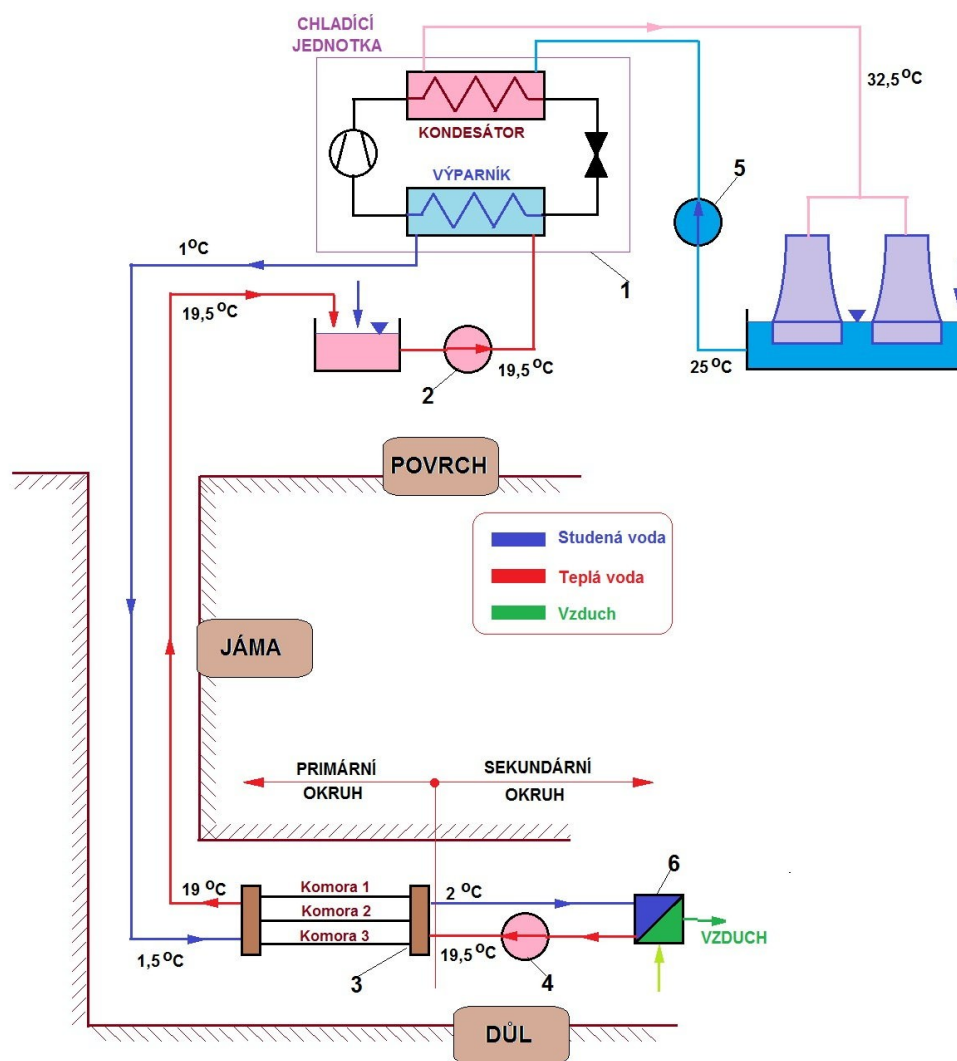 CHLADÍCÍ
JEDNOTKA
32,5 °C
KONDESÁTOR
VÝPARNÍK
5
1°C
1
19,5 °C
2
19,5 °C
25 °C
POVRCH
Studená voda
Teplá voda
Vzduch
JÁMA
PRIMÁRNÍ
OKRUH
SEKUNDÁRNÍ
OKRUH
19 °C
Komora 1
Komora 2
Komora 3
2 °C
6
VZDUCH
1,5 °C
3
19,5 °C
4
DŮL